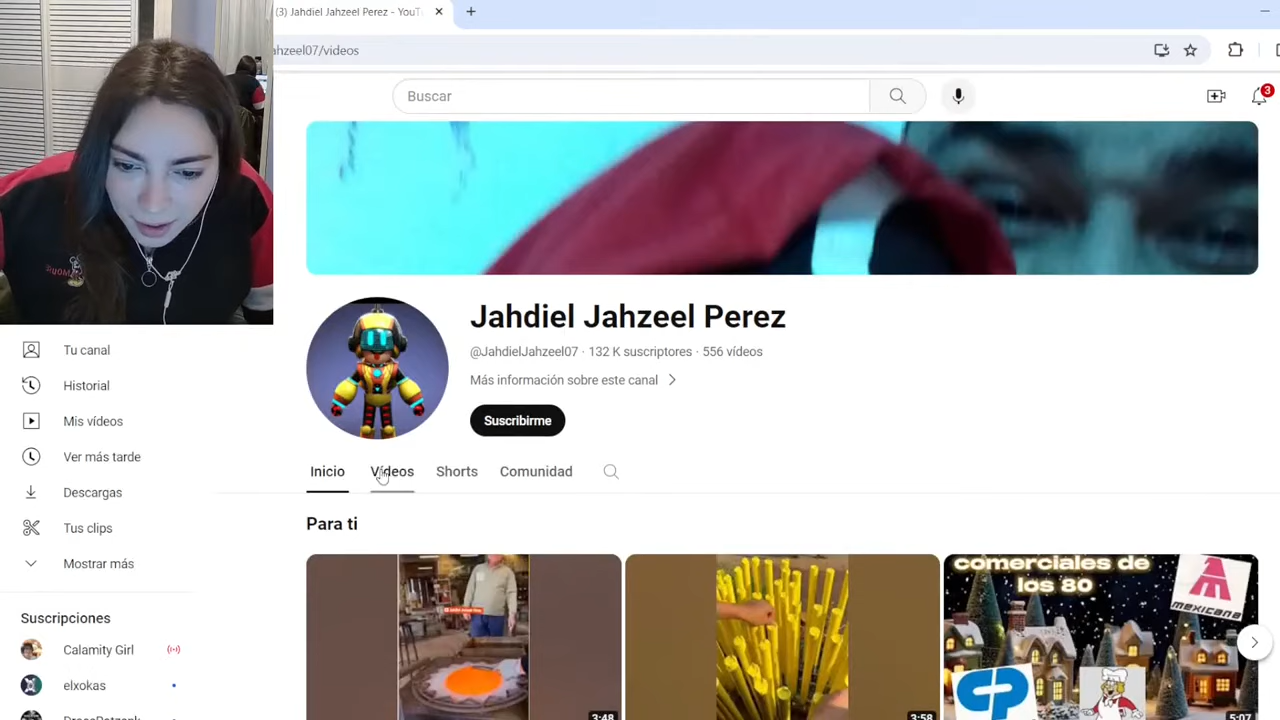 (3) Jahdiel Jahzeel Perez - YouT
hzeel07/videos
Buscar
3
Jahdiel Jahzeel Perez
@JahdielJahzeel07 · 132 K suscriptores · 556 vídeos
Más información sobre este canal
Suscribirme
Inicio
Vídeos
Shorts
Comunidad
Tu canal
Historial
Mis vídeos
Ver más tarde
Descargas
Tus clips
Mostrar más
Suscripciones
Calamity Girl
elxokas
Para ti
3:48
3:58
comerciales de
los 80
mexicana
5:07